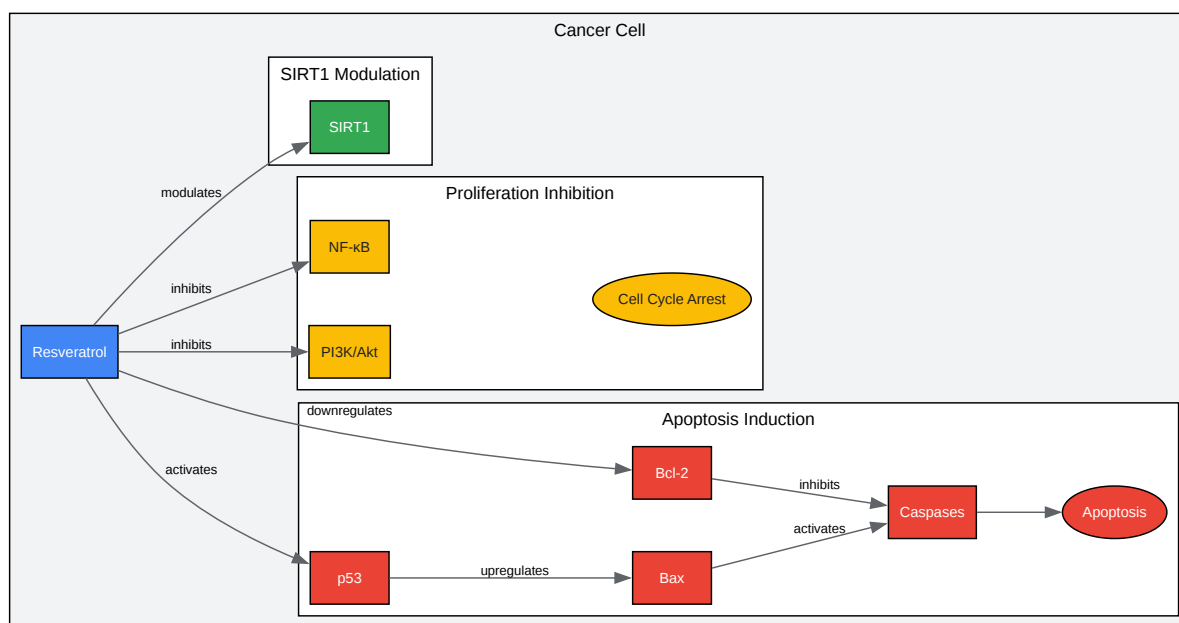 Cancer Cell
SIRT1 Modulation
SIRT1
modulates
Proliferation Inhibition
NF-κB
inhibits
Cell Cycle Arrest
Resveratrol
inhibits
PI3K/Akt
downregulates
Apoptosis Induction
activates
Bcl-2
inhibits
Caspases
Apoptosis
activates
p53
upregulates
Bax